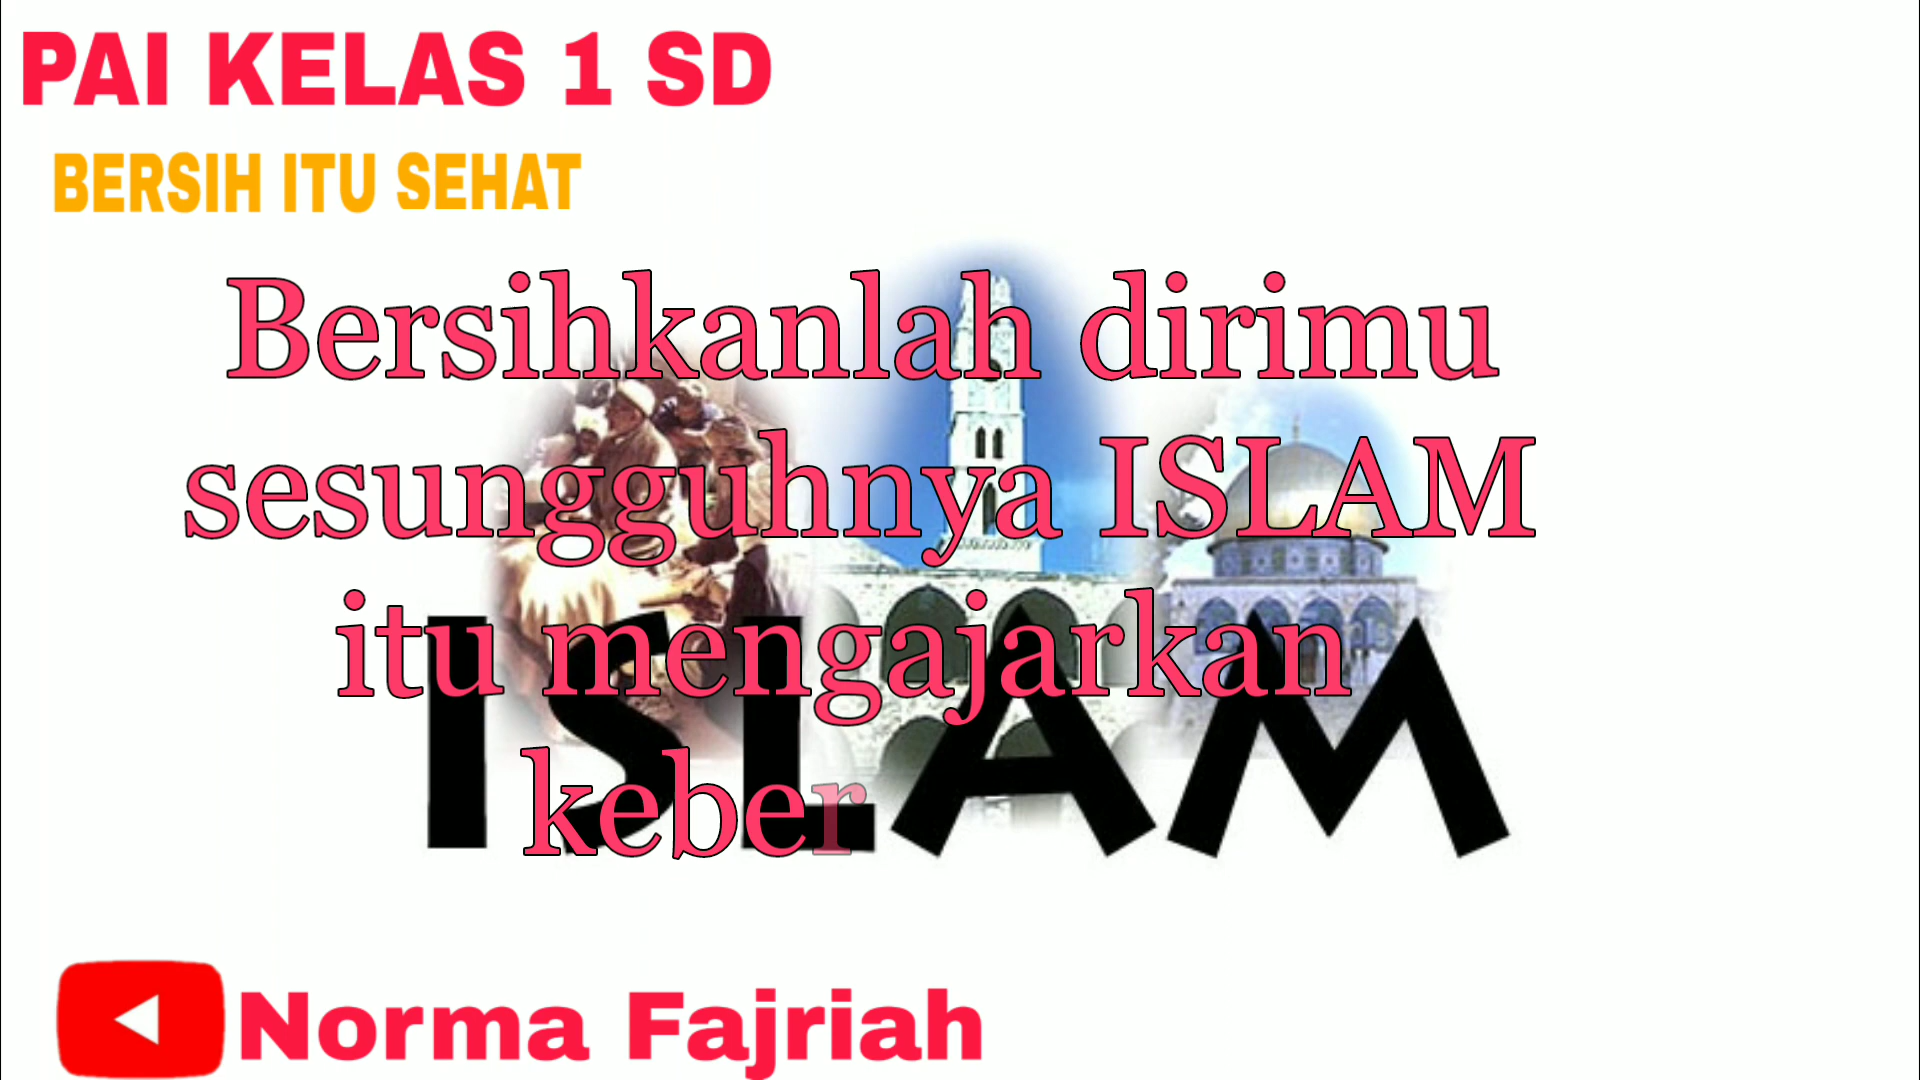 PAI KELAS 1 SD
BERSIH ITU SEHAT
Bersihkanlah dirimu
sesungguhnya ISLAM
itu mengajarkan
keber
ISLAM
Norma Fajriah